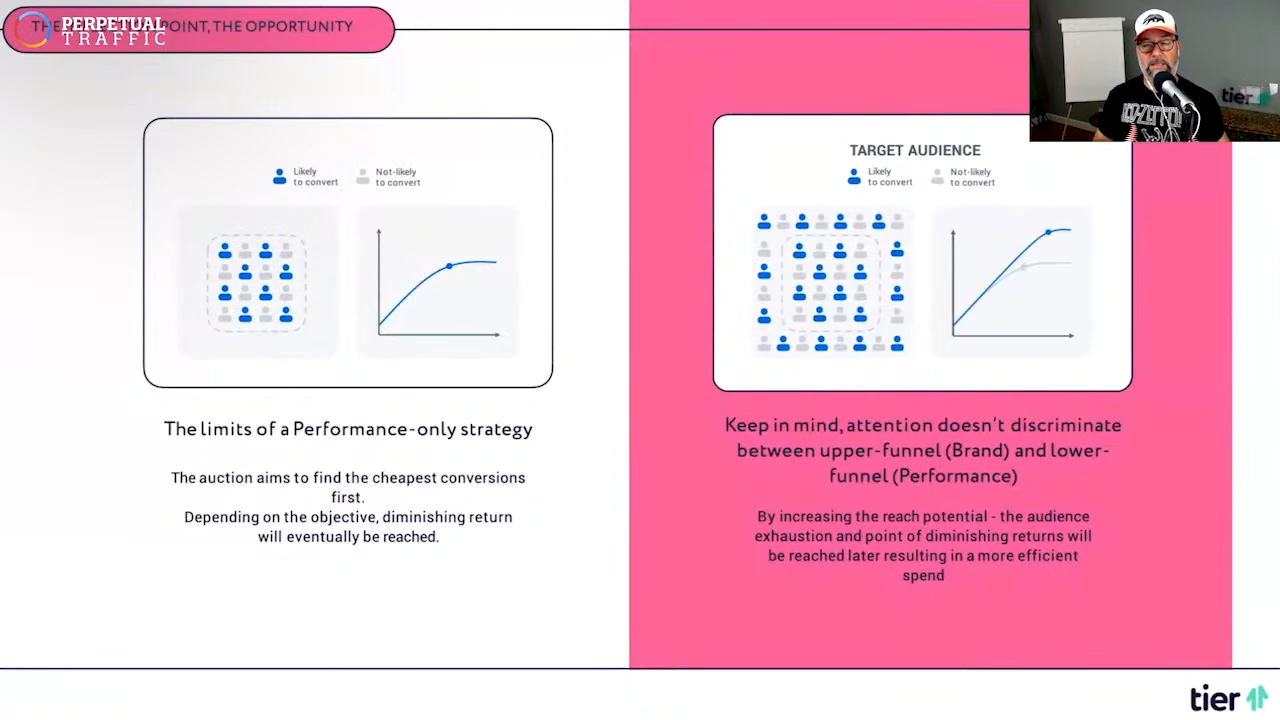 THE
POINT, THE OPPORTUNITY
PERPETUAL
TRAFFIC
Likely
to convert
Not-likely
to convert
The limits of a Performance-only strategy
The auction aims to find the cheapest conversions
first.
Depending on the objective, diminishing return
will eventually be reached.
TARGET AUDIENCE
Likely
to convert
Not-likely
to convert
Keep in mind, attention doesn't discriminate
between upper-funnel (Brand) and lower-
funnel (Performance)
By increasing the reach potential - the audience
exhaustion and point of diminishing returns will
be reached later resulting in a more efficient
spend
tier
LED-ZEPPELIN
tier